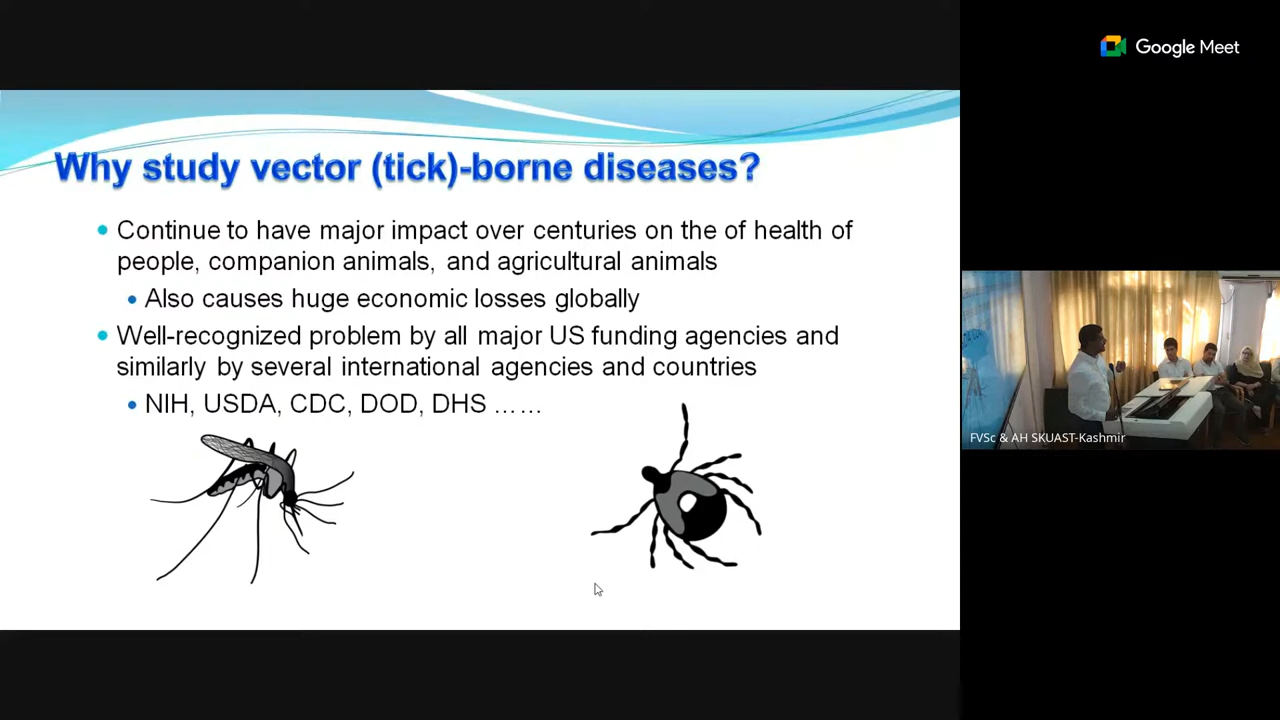 Google Meet
Why study vector (tick)-borne diseases?
• Continue to have major impact over centuries on the of health of
people, companion animals, and agricultural animals
• Also causes huge economic losses globally
• Well-recognized problem by all major US funding agencies and
similarly by several international agencies and countries
• NIH, USDA, CDC, DOD, DHS ……
FVSc & AH SKUAST-Kashmir